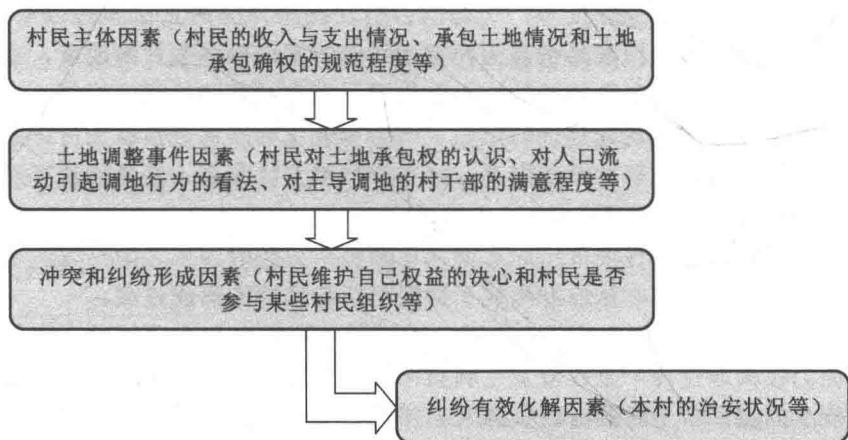 村民主体因素（村民的收入与支出情况、承包土地情况和土地
承包确权的规范程度等）
土地调整事件因素（村民对土地承包权的认识、对人口流
动引起调地行为的看法、对主导调地的村干部的满意程度等）
冲突和纠纷形成因素（村民维护自己权益的决心和村民是否
参与某些村民组织等）
纠纷有效化解因素（本村的治安状况等）